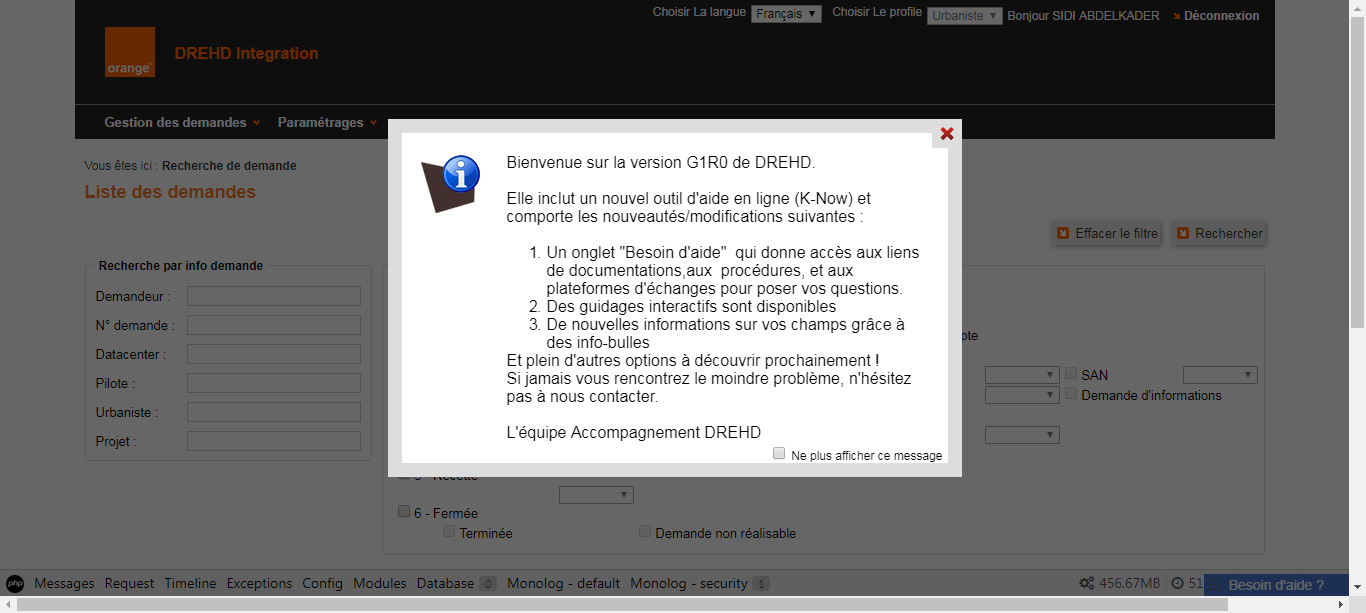 Choisir La langue Français Choisir Le profile Urbaniste Bonjour SIDI ABDELKADER Déconnexion
orange™
DREHD Integration
Gestion des demandes Paramétrages
Vous êtes ici : Recherche de demande
Liste des demandes
Effacer le filtre Rechercher
Recherche par info demande
Demandeur :
N° demande :
Datacenter :
Pilote :
Urbaniste :
Projet :
Bienvenue sur la version G1R0 de DREHD.
Elle inclut un nouvel outil d'aide en ligne (K-Now) et
comporte les nouveautés/modifications suivantes :
1. Un onglet "Besoin d'aide" qui donne accès aux liens
de documentations,aux procédures, et aux
plateformes d'échanges pour poser vos questions.
2. Des guidages interactifs sont disponibles
3. De nouvelles informations sur vos champs grâce à
des info-bulles
Et plein d'autres options à découvrir prochainement !
Si jamais vous rencontrez le moindre problème, n'hésitez
pas à nous contacter.
L'équipe Accompagnement DREHD
Ne plus afficher ce message
SAN
Demande d'informations
6 - Fermée
Terminée Demande non réalisable
php Messages Request Timeline Exceptions Config Modules Database 0 Monolog - default Monolog - security 1 456.67MB 51 Besoin d'aide ?